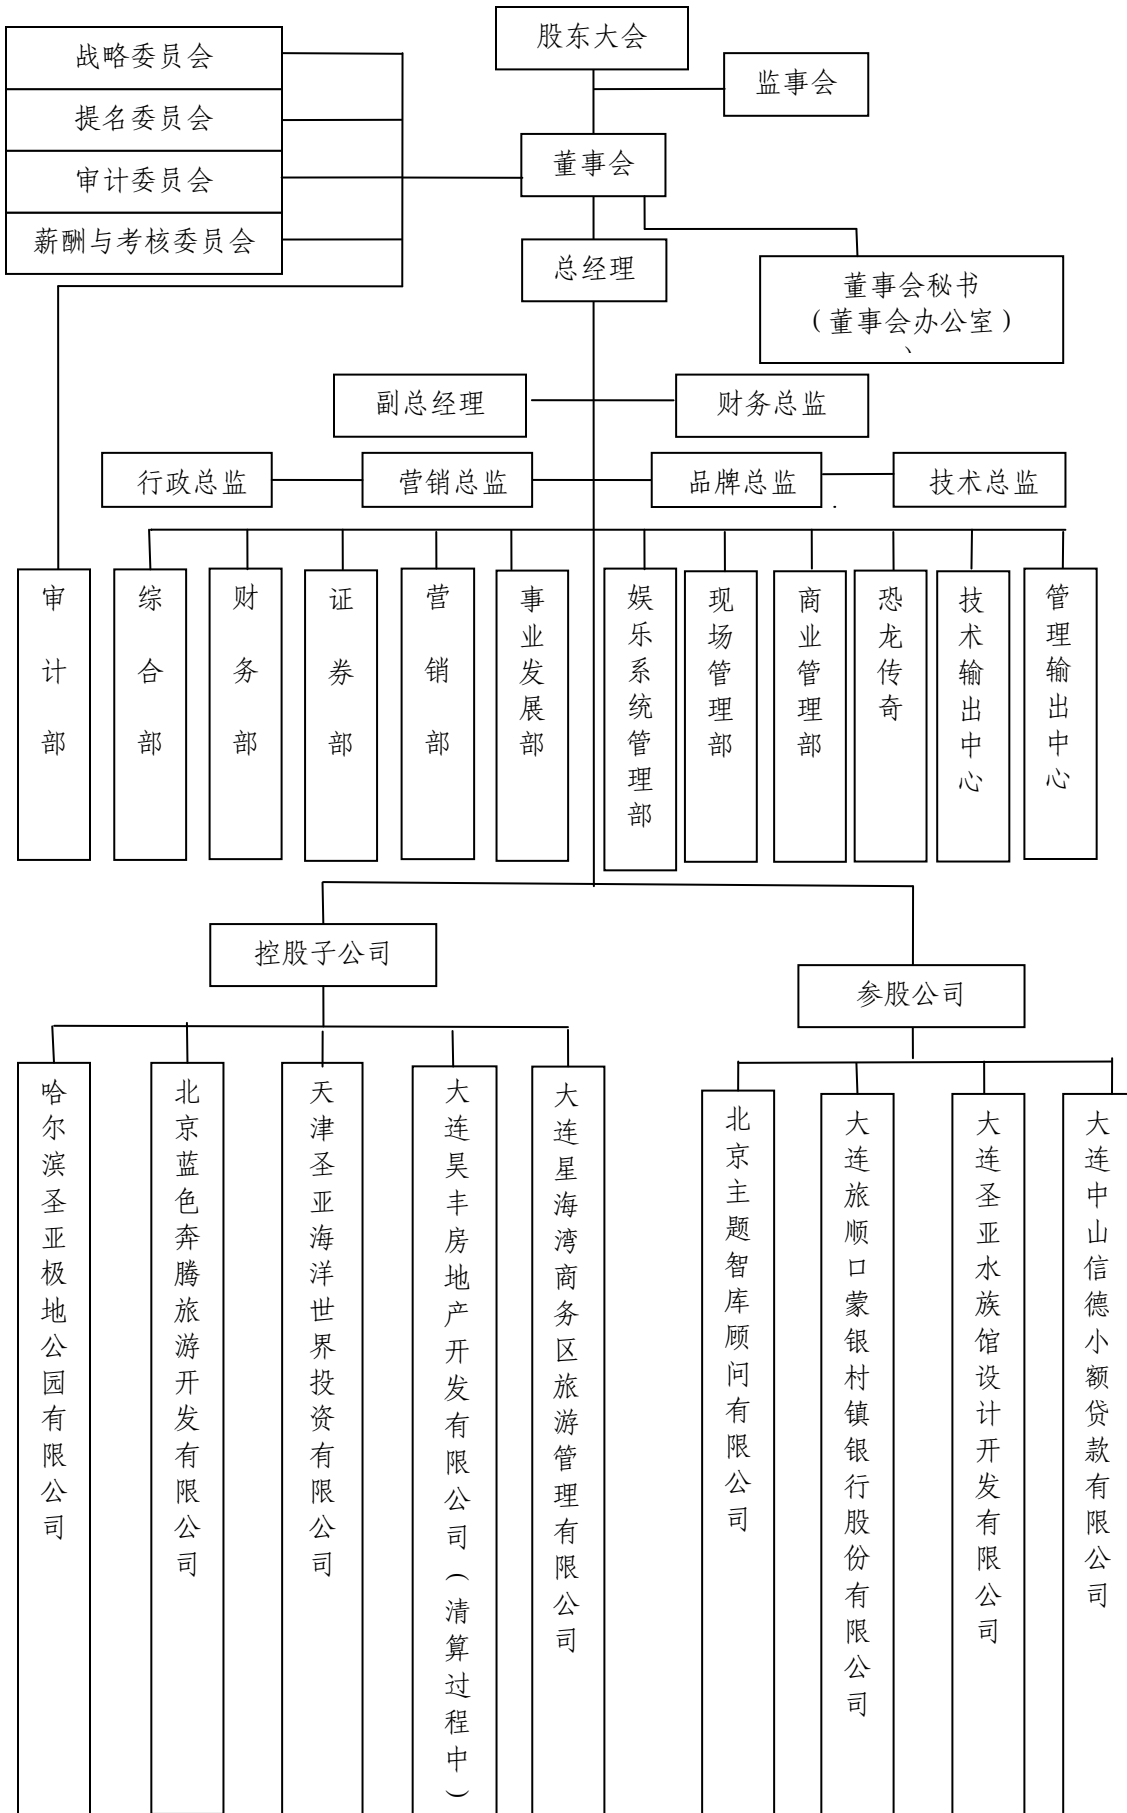 股东大会
战略委员会
监事会
提名委员会
董事会
审计委员会
薪酬与考核委员会
总经理
董事会秘书
（董事会办公室）
、
副总经理
财务总监
行政总监
营销总监
品牌总监
技术总监
.
审计部
综合部
财务部
证券部
营销部
事业发展部
娱乐系统管理部
现场管理部
商业管理部
恐龙传奇
技术输出中心
管理输出中心
控股子公司
参股公司
哈尔滨圣亚极地公园有限公司
北京蓝色奔腾旅游开发有限公司
天津圣亚海洋世界投资有限公司
大连昊丰房地产开发有限公司（清算过程中）
大连星海湾商务区旅游管理有限公司
北京主题智库顾问有限公司
大连旅顺口蒙银村镇银行股份有限公司
大连圣亚水族馆设计开发有限公司
大连中山信德小额贷款有限公司